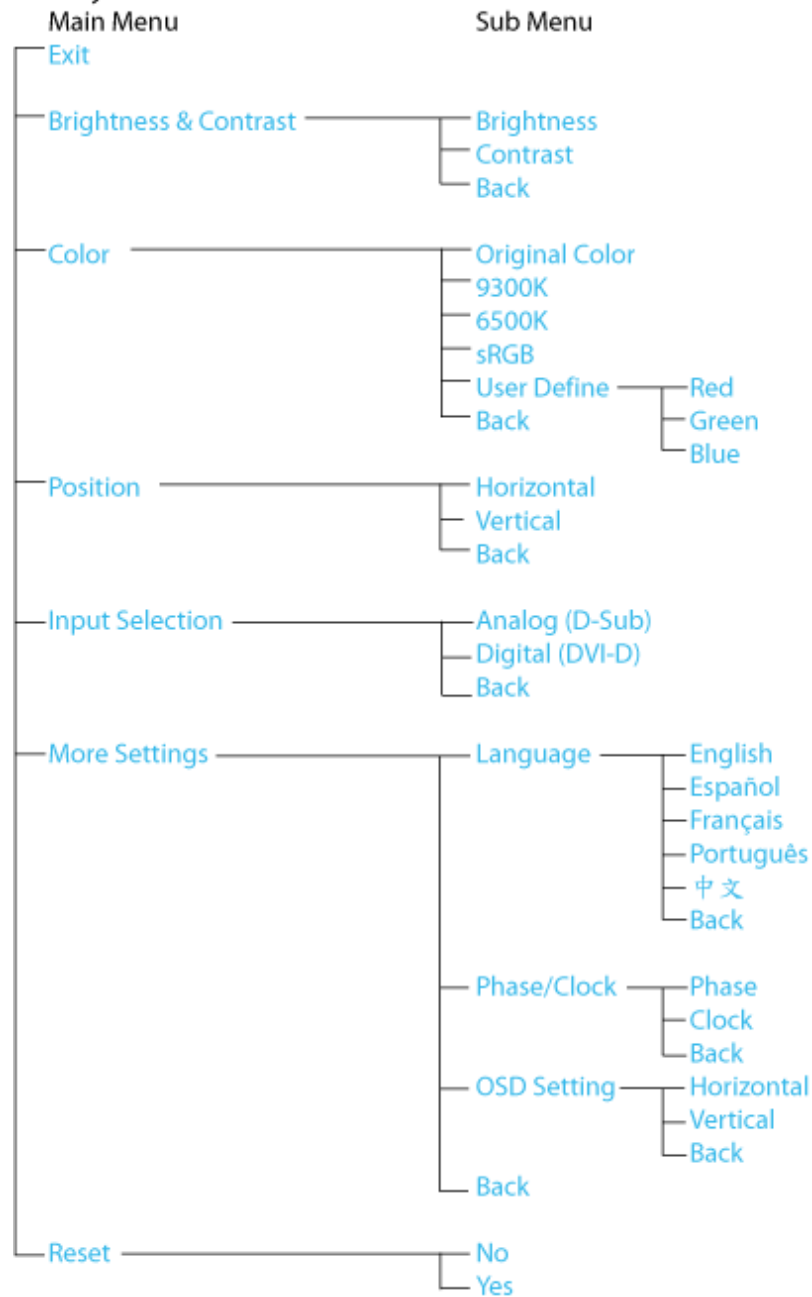 Main Menu Sub Menu
Exit
Brightness & Contrast Brightness
Contrast
Back
Color Original Color
9300K
6500K
sRGB
User Define Red
Back Green
Blue
Position Horizontal
Vertical
Back
Input Selection Analog (D-Sub)
Digital (DVI-D)
Back
More Settings Language English
Español
Français
Português
中文
Back
Phase/Clock Phase
Clock
Back
OSD Setting Horizontal
Vertical
Back
Back
Reset No
Yes